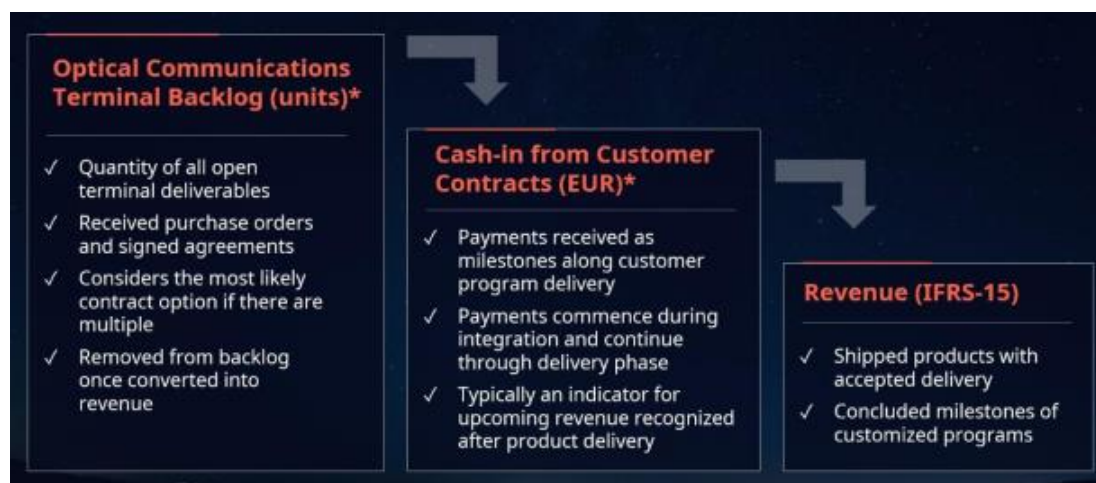 Optical Communications
Terminal Backlog (units)*
✓ Quantity of all open
terminal deliverables
✓ Received purchase orders
and signed agreements
✓ Considers the most likely
contract option if there are
multiple
✓ Removed from backlog
once converted into
revenue
Cash-in from Customer
Contracts (EUR)*
✓ Payments received as
milestones along customer
program delivery
✓ Payments commence during
integration and continue
through delivery phase
✓ Typically an indicator for
upcoming revenue recognized
after product delivery
Revenue (IFRS-15)
✓ Shipped products with
accepted delivery
✓ Concluded milestones of
customized programs